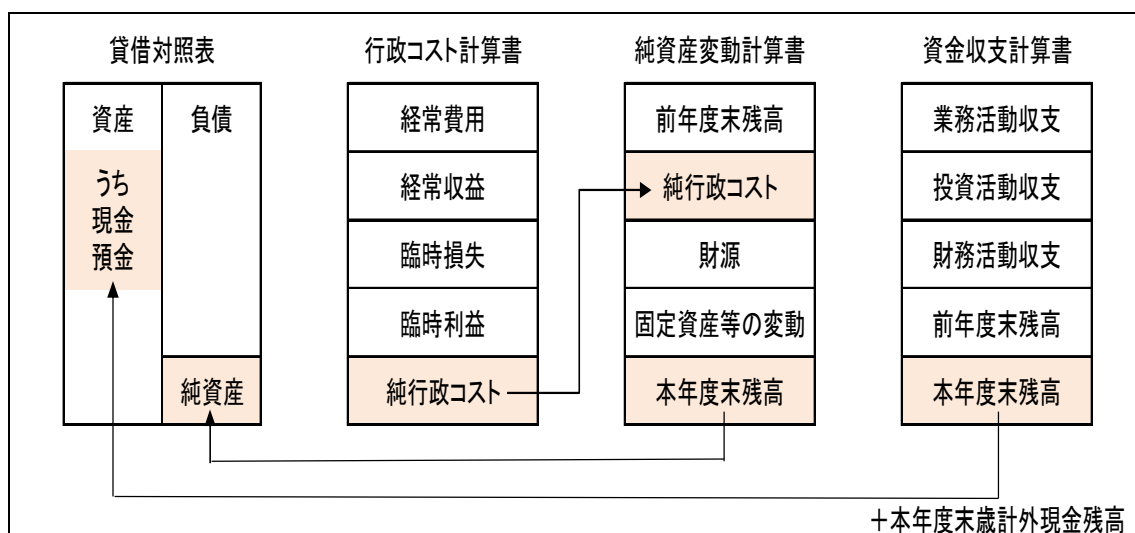 貸借対照表
資産
負債
うち
現金
預金
純資産
行政コスト計算書
経常費用
経常収益
臨時損失
臨時利益
純行政コスト
純資産変動計算書
前年度末残高
純行政コスト
財源
固定資産等の変動
本年度末残高
資金収支計算書
業務活動収支
投資活動収支
財務活動収支
前年度末残高
本年度末残高
＋本年度末歳計外現金残高